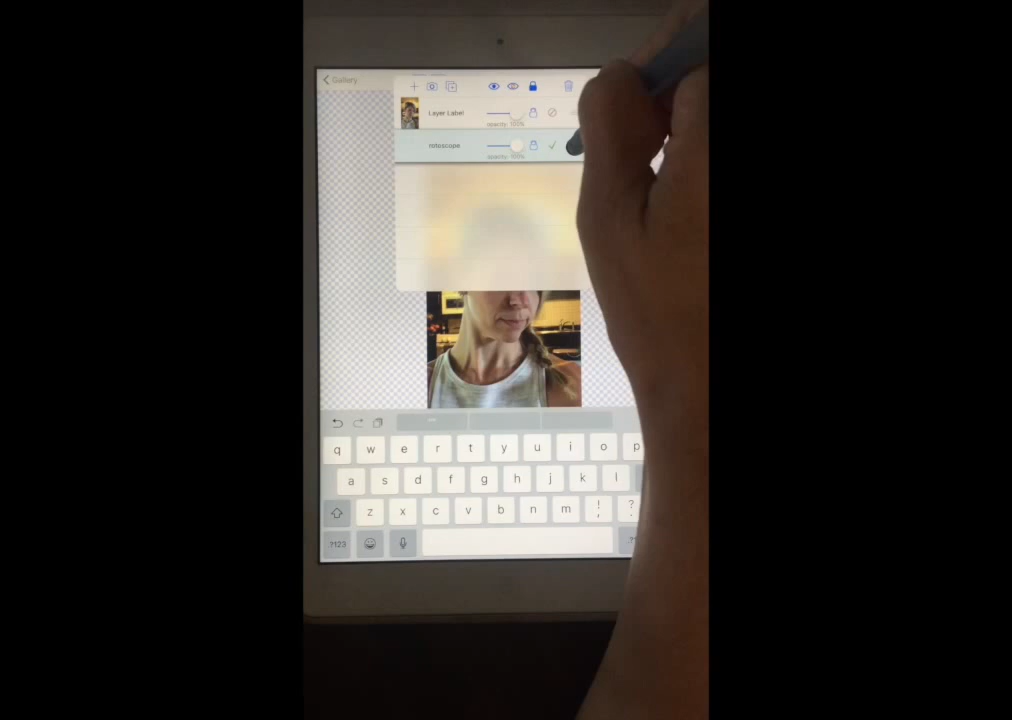 Gallery
Layer Label
opacity: 100%
rotoscope
opacity: 100%
q w e r t y u i o p
a s d f g h j k l
z x c v b n m ! , ? .
.?123